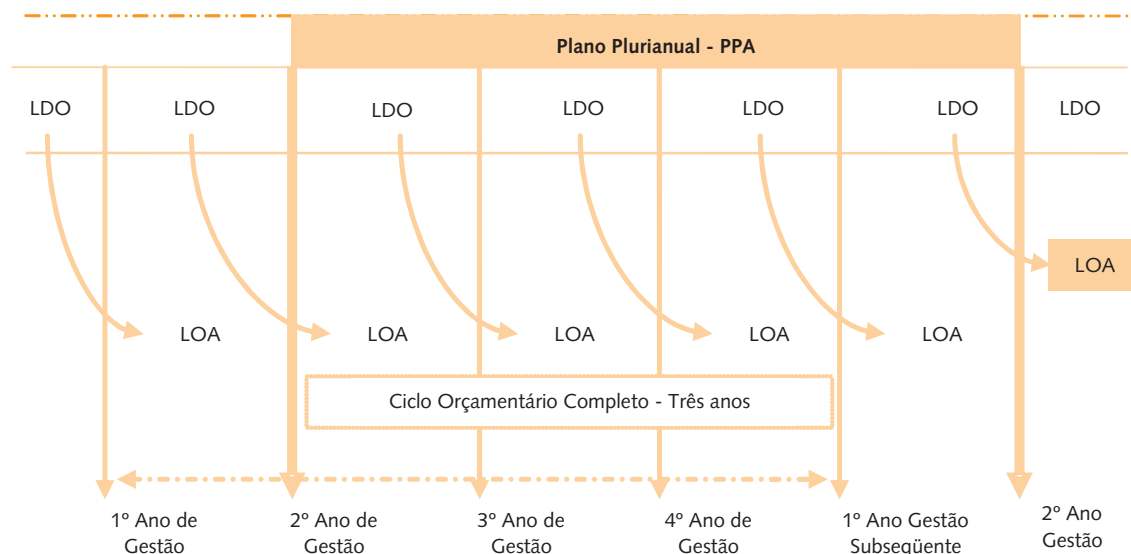 Plano Plurianual - PPA
LDO LDO LDO LDO LDO LDO LDO
LOA
LOA LOA LOA LOA LOA
Ciclo Orçamentário Completo - Três anos
1º Ano de 2º Ano de 3º Ano de 4º Ano de 1º Ano Gestão 2º Ano
Gestão Gestão Gestão Gestão Subseqüente Gestão